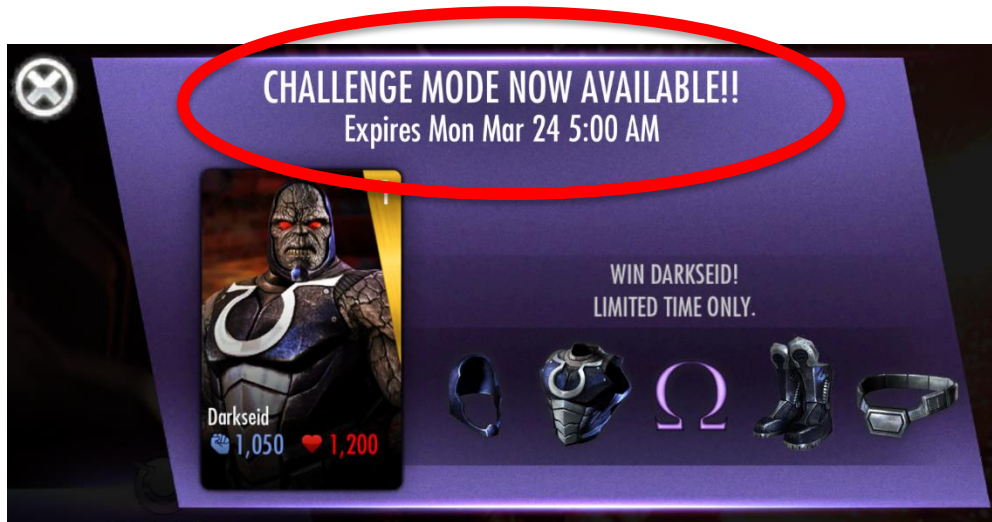 CHALLENGE MODE NOW AVAILABLE!!
Expires Mon Mar 24 5:00 AM
WIN DARKSEID!
LIMITED TIME ONLY.
Darkseid
1,050 1,200
Ω